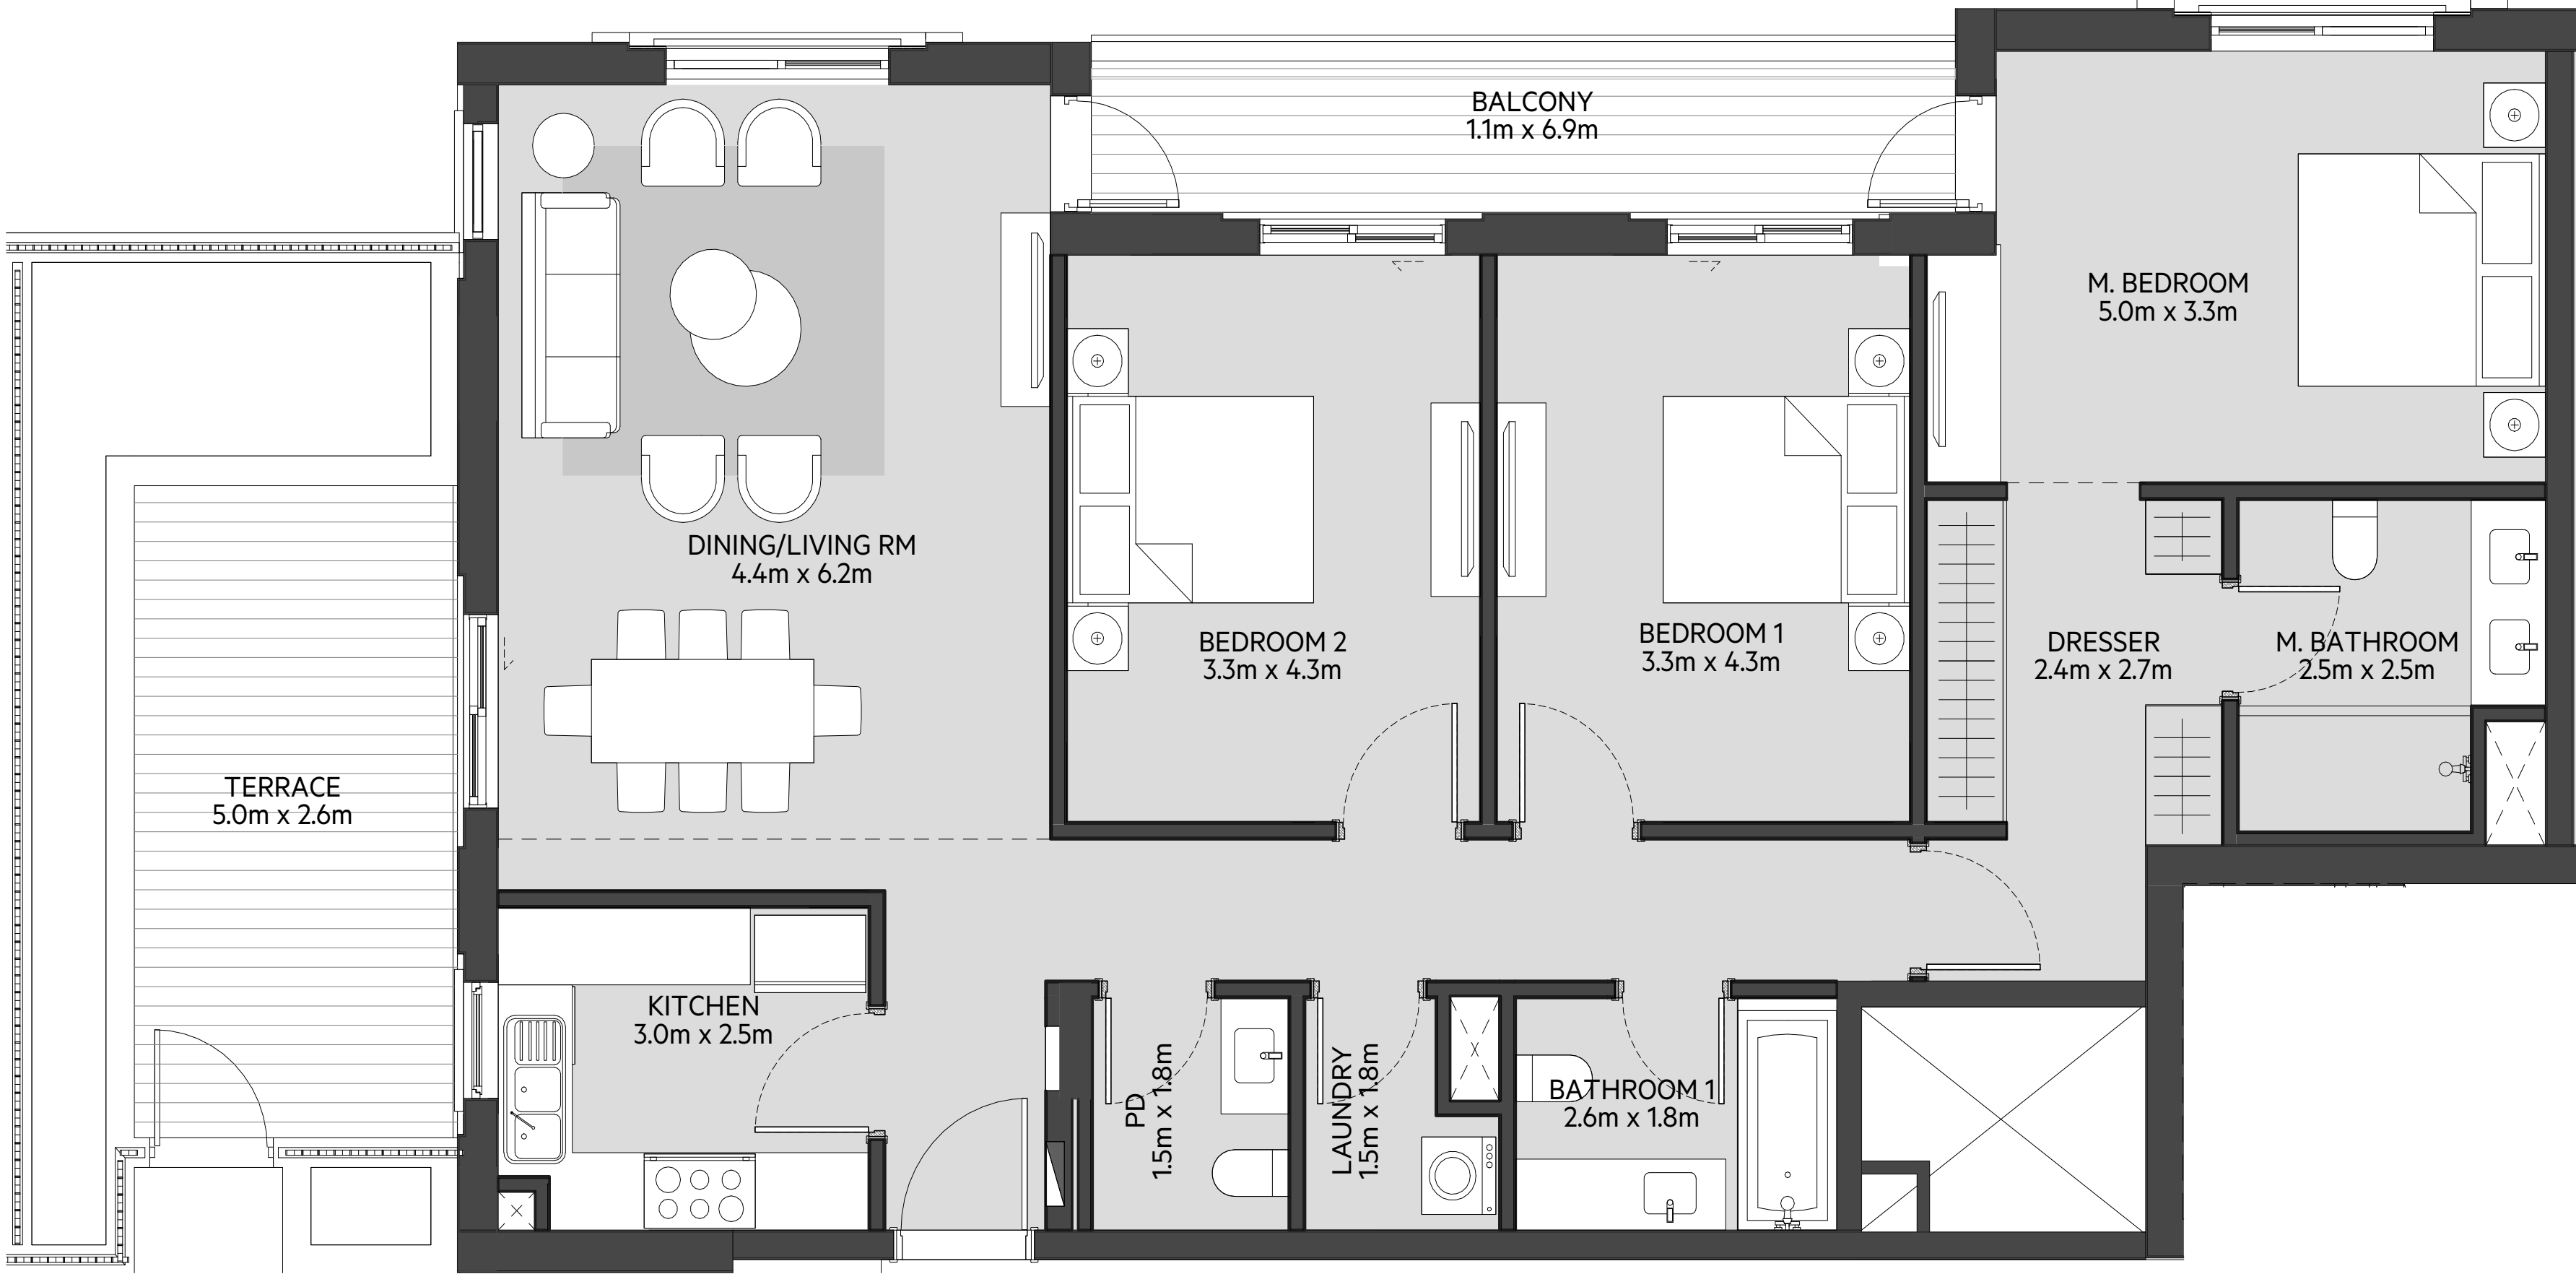 BALCONY
1.1m x 6.9m
M. BEDROOM
5.0m x 3.3m
DINING/LIVING RM
4.4m x 6.2m
BEDROOM 2
3.3m x 4.3m
BEDROOM 1
3.3m x 4.3m
DRESSER
2.4m x 2.7m
M. BATHROOM
2.5m x 2.5m
TERRACE
5.0m x 2.6m
KITCHEN
3.0m x 2.5m
PD
1.5m x 1.8m
LAUNDRY
1.5m x 1.8m
BATHROOM 1
2.6m x 1.8m